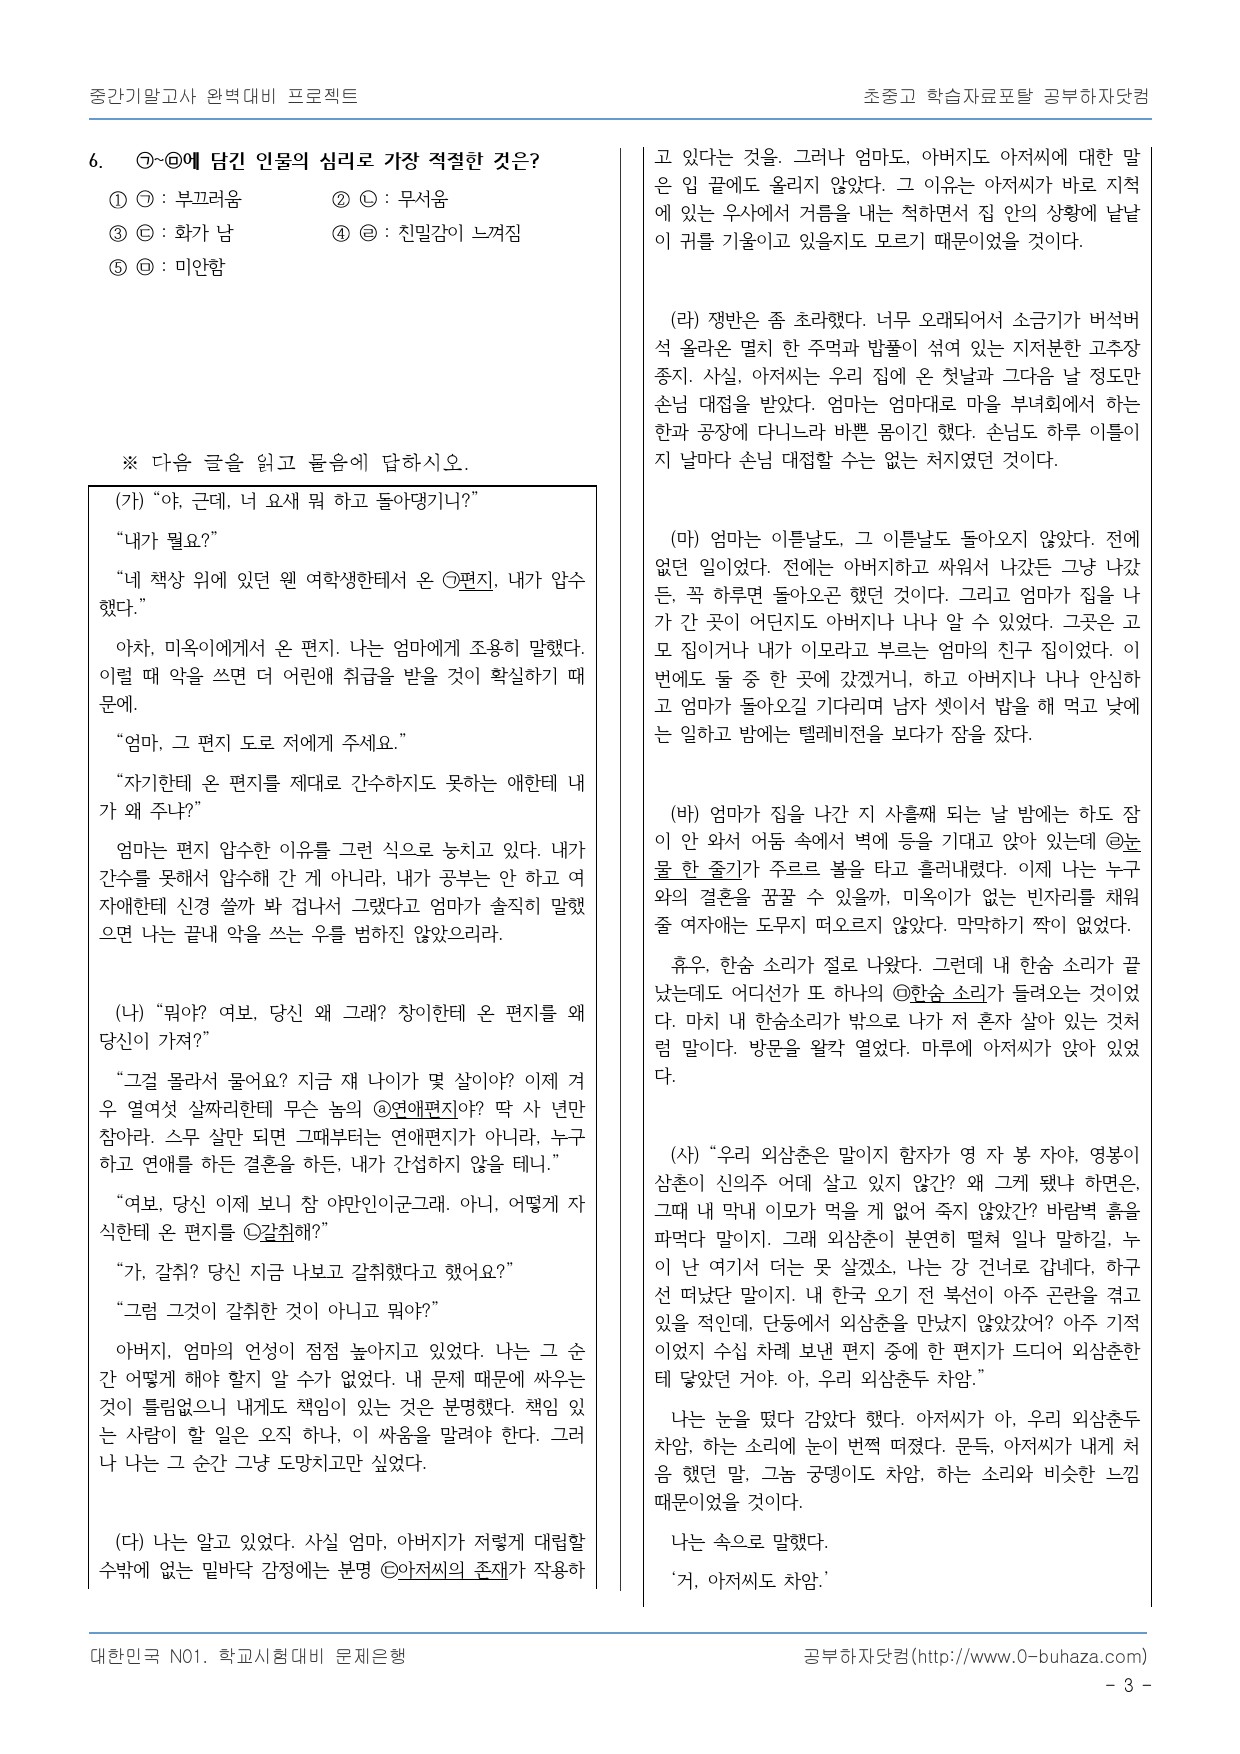 중간기말고사 완벽대비 프로젝트
초중고 학습자료포탈 공부하자닷컴
6. ㉠~㉤에 담긴 인물의 심리로 가장 적절한 것은?
① ㉠ : 부끄러움 ② ㉡ : 무서움
③ ㉢ : 화가 남 ④ ㉣ : 친밀감이 느껴짐
⑤ ㉤ : 미안함
※ 다음 글을 읽고 물음에 답하시오.
(가) “야, 근데, 너 요새 뭐 하고 돌아댕기니?”
“내가 뭘요?”
“네 책상 위에 있던 웬 여학생한테서 온 ㉠편지, 내가 압수
했다.”
아차, 미옥이에게서 온 편지. 나는 엄마에게 조용히 말했다.
이럴 때 악을 쓰면 더 어린애 취급을 받을 것이 확실하기 때
문에.
“엄마, 그 편지 도로 저에게 주세요.”
“자기한테 온 편지를 제대로 간수하지도 못하는 애한테 내
가 왜 주냐?”
엄마는 편지 압수한 이유를 그런 식으로 눙치고 있다. 내가
간수를 못해서 압수해 간 게 아니라, 내가 공부는 안 하고 여
자애한테 신경 쓸까 봐 겁나서 그랬다고 엄마가 솔직히 말했
으면 나는 끝내 악을 쓰는 우를 범하진 않았으리라.
(나) “뭐야? 여보, 당신 왜 그래? 창이한테 온 편지를 왜
당신이 가져?”
“그걸 몰라서 물어요? 지금 쟤 나이가 몇 살이야? 이제 겨
우 열여섯 살짜리한테 무슨 놈의 ⓐ연애편지야? 딱 사 년만
참아라. 스무 살만 되면 그때부터는 연애편지가 아니라, 누구
하고 연애를 하든 결혼을 하든, 내가 간섭하지 않을 테니.”
“여보, 당신 이제 보니 참 야만인이군그래. 아니, 어떻게 자
식한테 온 편지를 ㉡갈취해?”
“가, 갈취? 당신 지금 나보고 갈취했다고 했어요?”
“그럼 그것이 갈취한 것이 아니고 뭐야?”
아버지, 엄마의 언성이 점점 높아지고 있었다. 나는 그 순
간 어떻게 해야 할지 알 수가 없었다. 내 문제 때문에 싸우는
것이 틀림없으니 내게도 책임이 있는 것은 분명했다. 책임 있
는 사람이 할 일은 오직 하나, 이 싸움을 말려야 한다. 그러
나 나는 그 순간 그냥 도망치고만 싶었다.
(다) 나는 알고 있었다. 사실 엄마, 아버지가 저렇게 대립할
수밖에 없는 밑바닥 감정에는 분명 ㉢아저씨의 존재가 작용하
고 있다는 것을. 그러나 엄마도, 아버지도 아저씨에 대한 말
은 입 끝에도 올리지 않았다. 그 이유는 아저씨가 바로 지척
에 있는 우사에서 거름을 내는 척하면서 집 안의 상황에 낱낱
이 귀를 기울이고 있을지도 모르기 때문이었을 것이다.
(라) 쟁반은 좀 초라했다. 너무 오래되어서 소금기가 버석버
석 올라온 멸치 한 주먹과 밥풀이 섞여 있는 지저분한 고추장
종지. 사실, 아저씨는 우리 집에 온 첫날과 그다음 날 정도만
손님 대접을 받았다. 엄마는 엄마대로 마을 부녀회에서 하는
한과 공장에 다니느라 바쁜 몸이긴 했다. 손님도 하루 이틀이
지 날마다 손님 대접할 수는 없는 처지였던 것이다.
(마) 엄마는 이튿날도, 그 이튿날도 돌아오지 않았다. 전에
없던 일이었다. 전에는 아버지하고 싸워서 나갔든 그냥 나갔
든, 꼭 하루면 돌아오곤 했던 것이다. 그리고 엄마가 집을 나
가 간 곳이 어딘지도 아버지나 나나 알 수 있었다. 그곳은 고
모 집이거나 내가 이모라고 부르는 엄마의 친구 집이었다. 이
번에도 둘 중 한 곳에 갔겠거니, 하고 아버지나 나나 안심하
고 엄마가 돌아오길 기다리며 남자 셋이서 밥을 해 먹고 낮에
는 일하고 밤에는 텔레비전을 보다가 잠을 잤다.
(바) 엄마가 집을 나간 지 사흘째 되는 날 밤에는 하도 잠
이 안 와서 어둠 속에서 벽에 등을 기대고 앉아 있는데 ㉣눈
물 한 줄기가 주르르 볼을 타고 흘러내렸다. 이제 나는 누구
와의 결혼을 꿈꿀 수 있을까, 미옥이가 없는 빈자리를 채워
줄 여자애는 도무지 떠오르지 않았다. 막막하기 짝이 없었다.
휴우, 한숨 소리가 절로 나왔다. 그런데 내 한숨 소리가 끝
났는데도 어디선가 또 하나의 ㉤한숨 소리가 들려오는 것이었
다. 마치 내 한숨소리가 밖으로 나가 저 혼자 살아 있는 것처
럼 말이다. 방문을 왈칵 열었다. 마루에 아저씨가 앉아 있었
다.
(사) “우리 외삼춘은 말이지 함자가 영 자 봉 자야, 영봉이
삼촌이 신의주 어데 살고 있지 않간? 왜 그케 됐냐 하면은,
그때 내 막내 이모가 먹을 게 없어 죽지 않았간? 바람벽 흙을
파먹다 말이지. 그래 외삼춘이 분연히 떨쳐 일나 말하길, 누
이 난 여기서 더는 못 살겠소, 나는 강 건너로 갑네다, 하구
선 떠났단 말이지. 내 한국 오기 전 북선이 아주 곤란을 겪고
있을 적인데, 단둥에서 외삼춘을 만났지 않았갔어? 아주 기적
이었지 수십 차례 보낸 편지 중에 한 편지가 드디어 외삼춘한
테 닿았던 거야. 아, 우리 외삼춘두 차암.”
나는 눈을 떴다 감았다 했다. 아저씨가 아, 우리 외삼춘두
차암, 하는 소리에 눈이 번쩍 떠졌다. 문득, 아저씨가 내게 처
음 했던 말, 그놈 궁뎅이도 차암, 하는 소리와 비슷한 느낌
때문이었을 것이다.
나는 속으로 말했다.
‘거, 아저씨도 차암.’
대한민국 N01. 학교시험대비 문제은행
공부하자닷컴(http://www.0-buhaza.com)
- 3 -